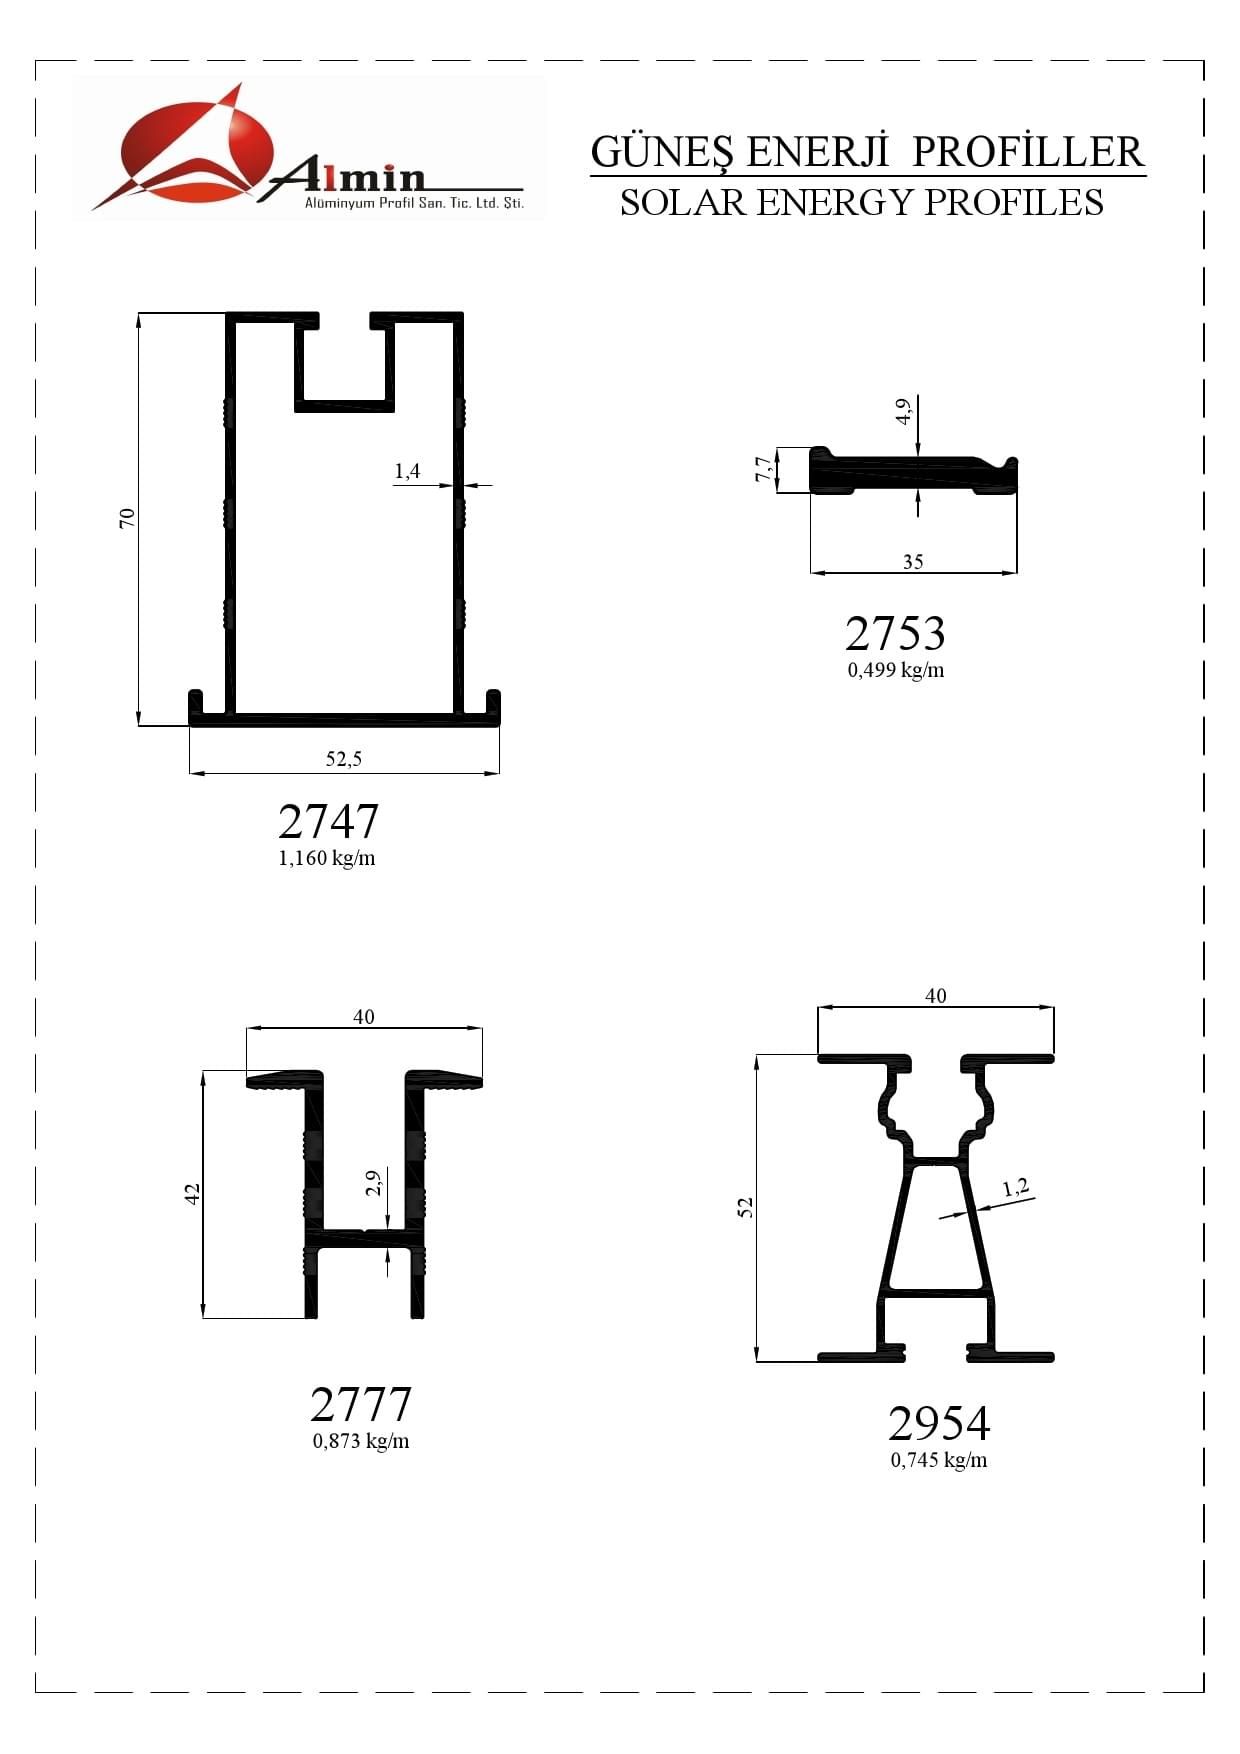 Almin
Alüminyum Profil San. Tic. Ltd. Şti.
GÜNEŞ ENERJİ  PROFİLLER
SOLAR ENERGY PROFILES
70
1,4
52,5
2747
1,160 kg/m
4,9
7,7
35
2753
0,499 kg/m
40
42
2,9
2777
0,873 kg/m
40
52
1,2
2954
0,745 kg/m